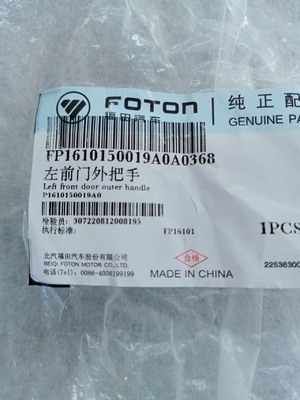 FOTON
福田汽车
纯正配
GENUINE PA
FP1610150019A0A0368
左前门外把手
Left front door outer handle
P1610150019A0
检验员: 307220812008195
执行标准: FP16101
1PCS
合格
北汽福田汽车股份有限公司
BEIQI FOTON MOTOR CO., LTD.
电话(Tel): 0086-4008199199
MADE IN CHINA
22536300